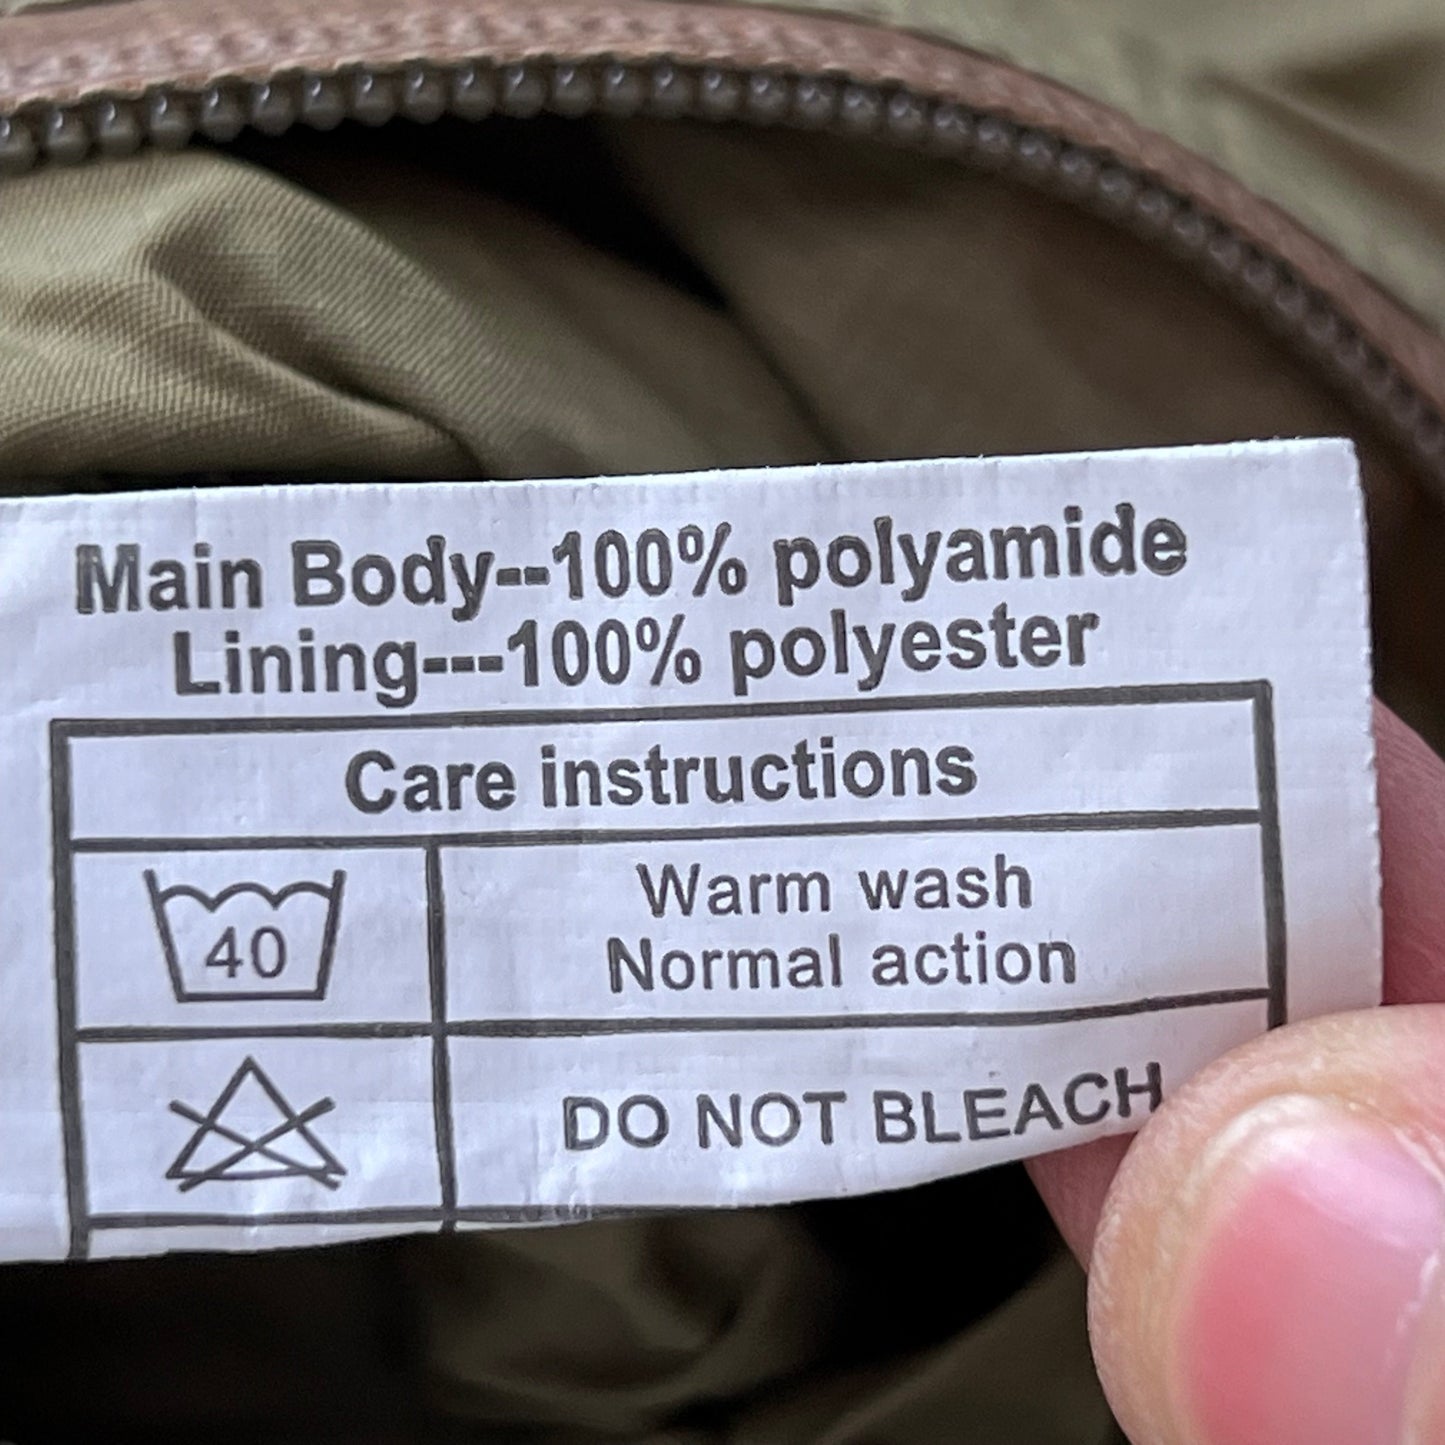 Main Body--100% polyamide
Lining---100% polyester
Care instructions
40
Warm wash
Normal action
DO NOT BLEACH